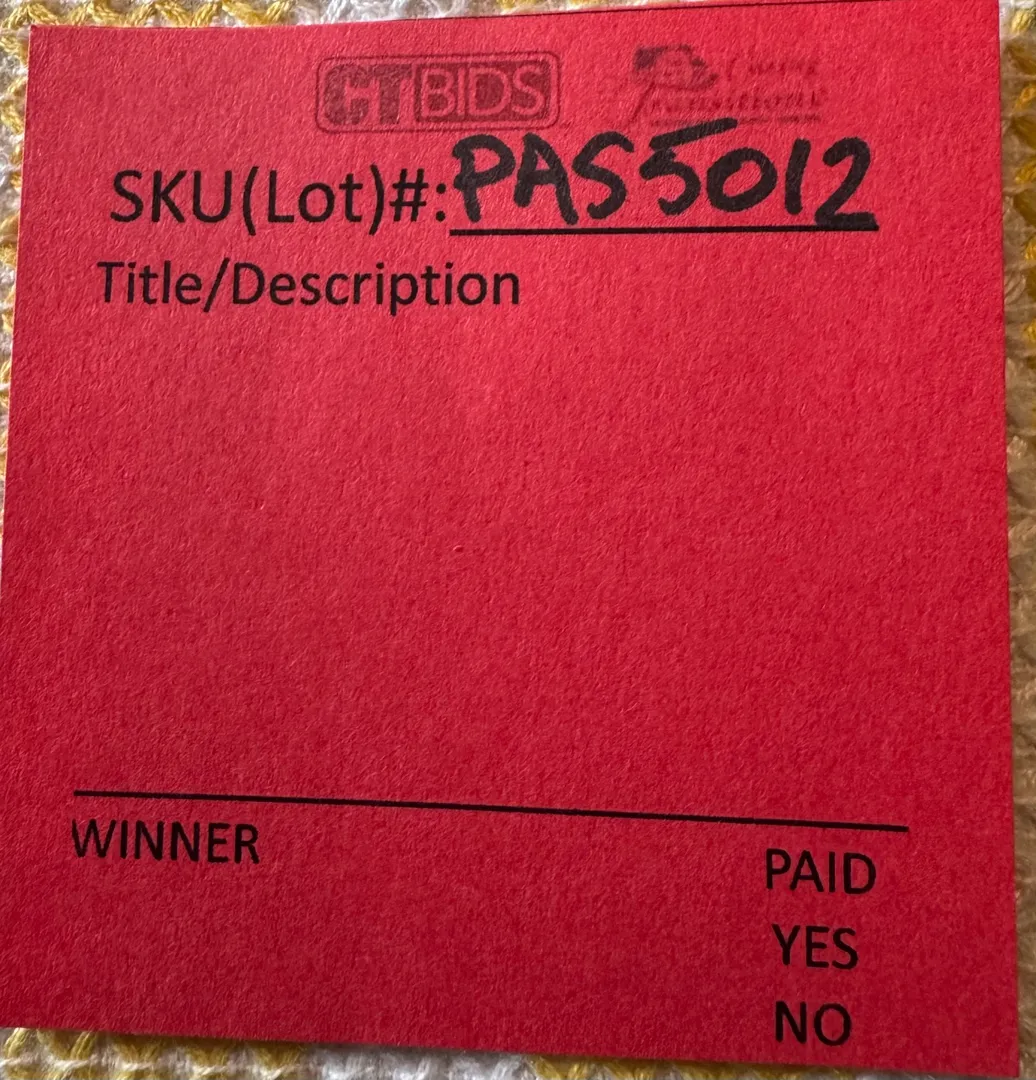 CTBIDS
SKU(Lot)#: PAS5012
Title/Description
WINNER
PAID
YES
NO